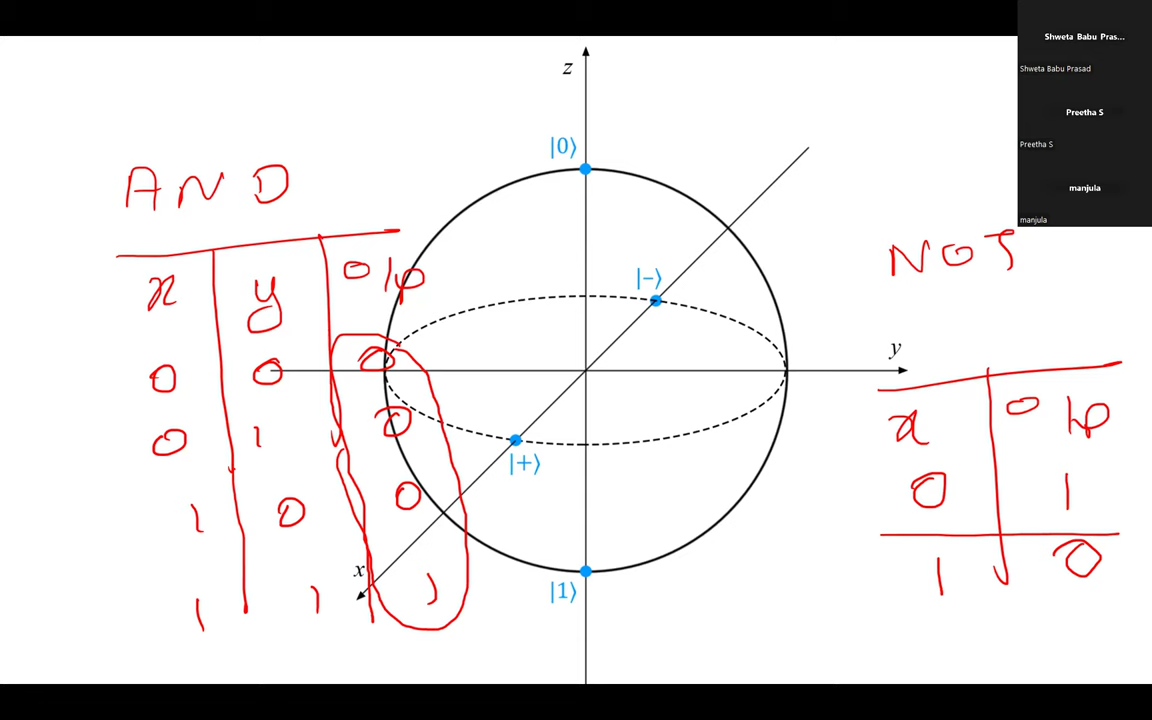 Shweta Babu Pras...
Shweta Babu Prasad
Preetha S
Preetha S
manjula
manjula
z
|0⟩
AND
x y o/p
0
0 0 0
0 1 0
1 0 0
1 1 1
|−⟩
y
|+⟩
x
|1⟩
NOT
x o/p
0 1
1 0